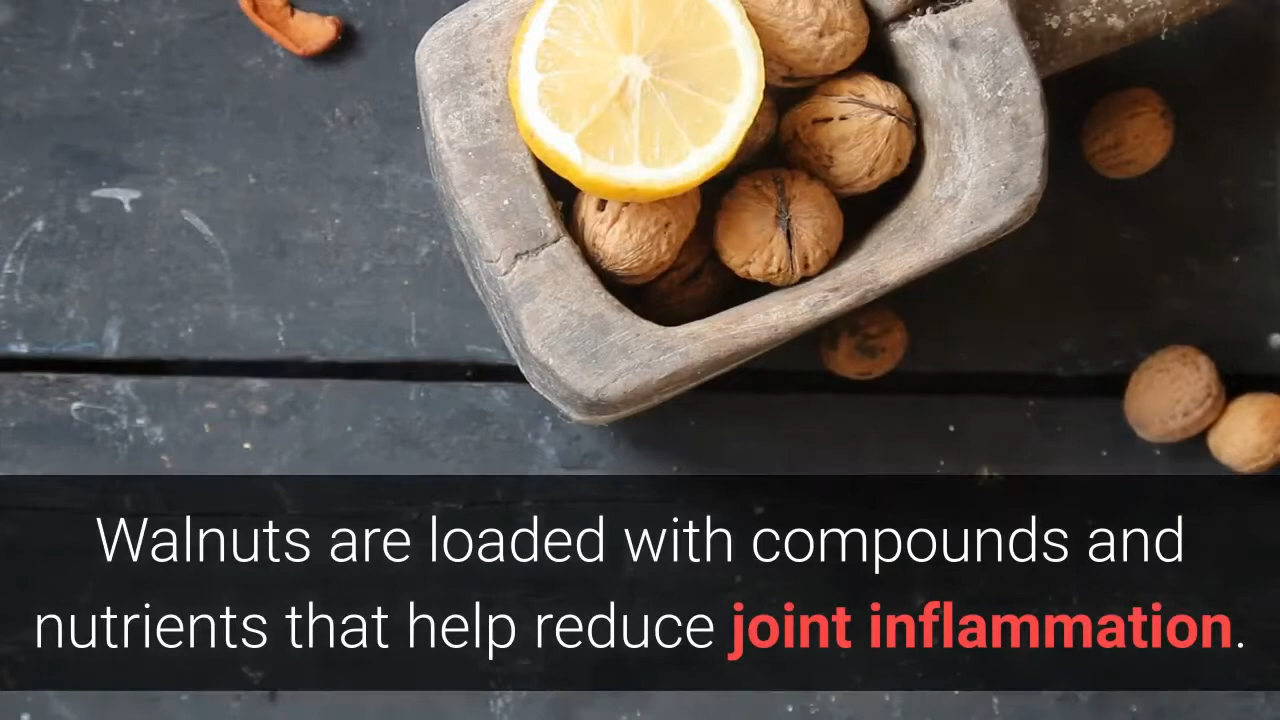 Walnuts are loaded with compounds and
nutrients that help reduce joint inflammation.